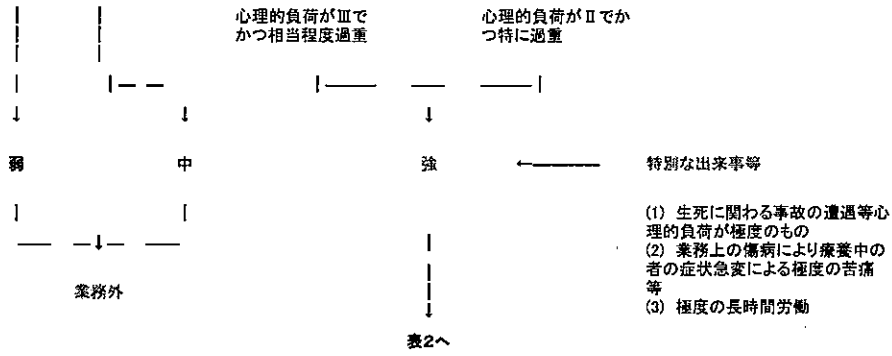 心理的負荷がⅢで
かつ相当程度過重
心理的負荷がⅡでか
つ特に過重
弱
中
強
特別な出来事等
(1) 生死に関わる事故の遭遇等心
理的負荷が極度のもの
(2) 業務上の傷病により療養中の
者の症状急変による極度の苦痛
等
(3) 極度の長時間労働
業務外
表2へ